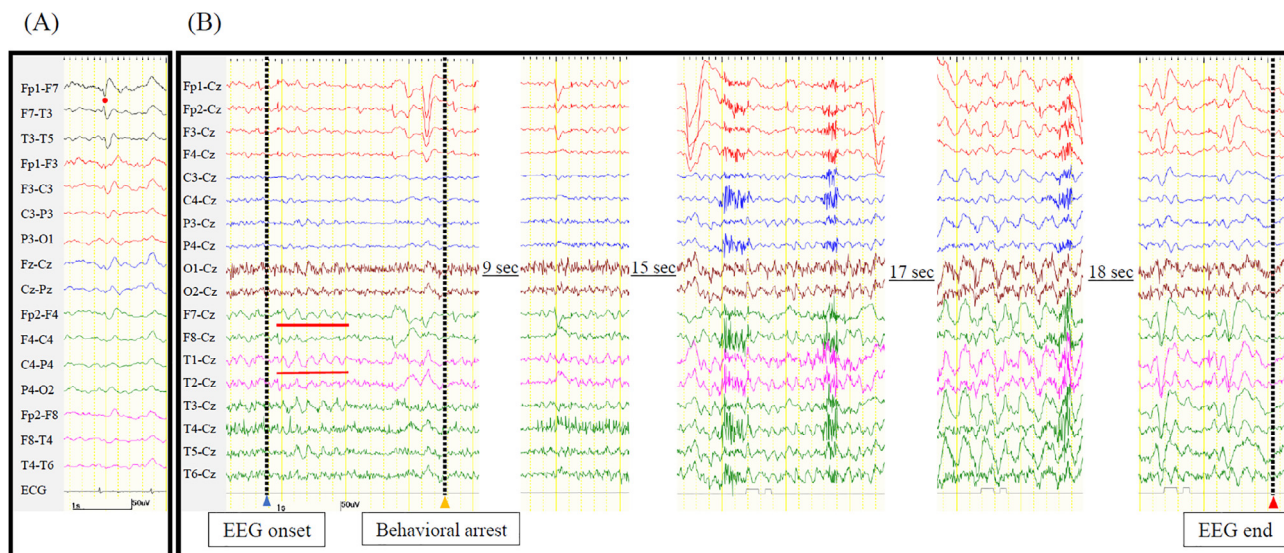 (A)
(B)
Fp1-F7
F7-T3
T3-T5
Fp1-F3
F3-C3
C3-P3
P3-O1
Fz-Cz
Cz-Pz
Fp2-F4
F4-C4
C4-P4
P4-O2
Fp2-F8
F8-T4
T4-T6
ECG
1s
50uV
Fp1-Cz
Fp2-Cz
F3-Cz
F4-Cz
C3-Cz
C4-Cz
P3-Cz
P4-Cz
O1-Cz
O2-Cz
F7-Cz
F8-Cz
T1-Cz
T2-Cz
T3-Cz
T4-Cz
T5-Cz
T6-Cz
9 sec
15 sec
17 sec
18 sec
1s
50uV
EEG onset
Behavioral arrest
EEG end